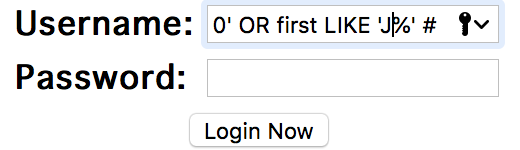 Username: 0' OR first LIKE 'J%' #
Password:
Login Now